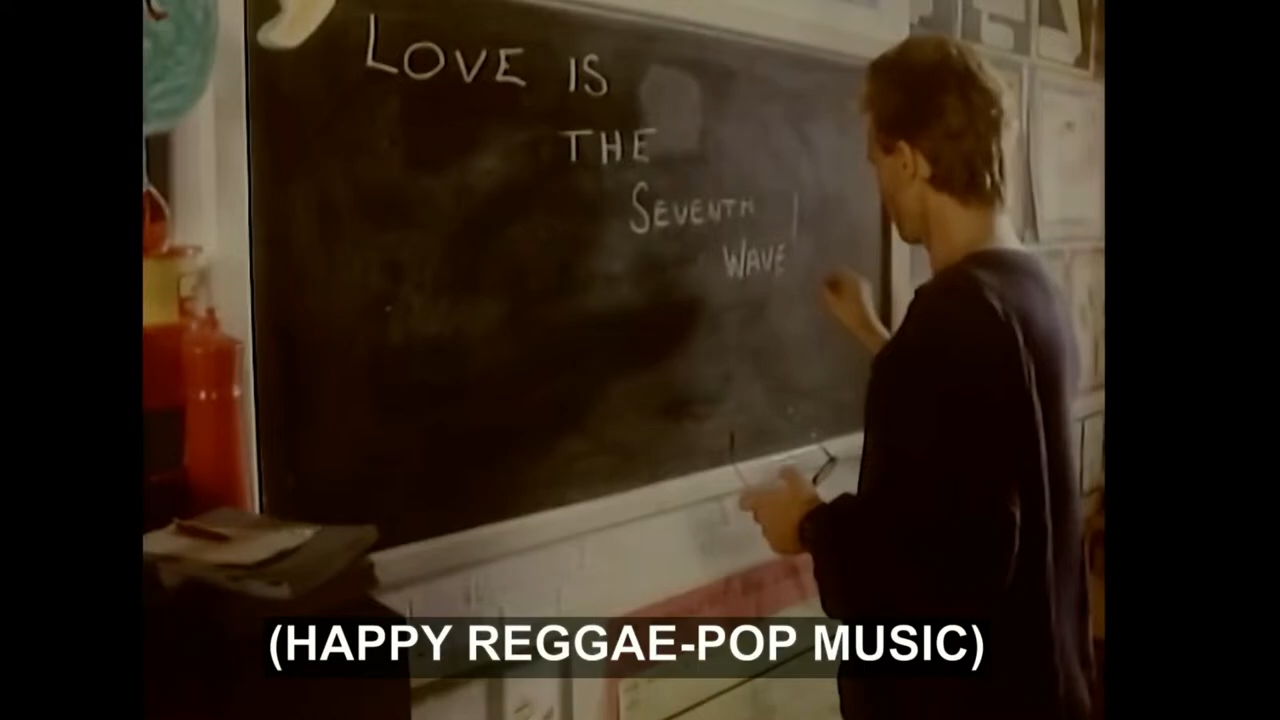 LOVE IS
THE
SEVENTH
WAVE
(HAPPY REGGAE-POP MUSIC)